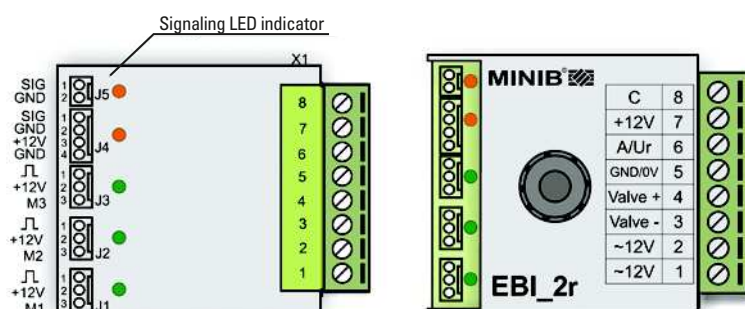 Signaling LED indicator
X1
SIG 1
GND 2 J5
SIG 1
GND 2
+12V 3
GND 4 J4
1
+12V 2
M3 3 J3
1
+12V 2
M2 3 J2
1
+12V 2
M1 3 J1
8
7
6
5
4
3
2
1
MINIB®
C 8
+12V 7
A/Ur 6
GND/0V 5
Valve + 4
Valve - 3
~12V 2
~12V 1
EBI_2r